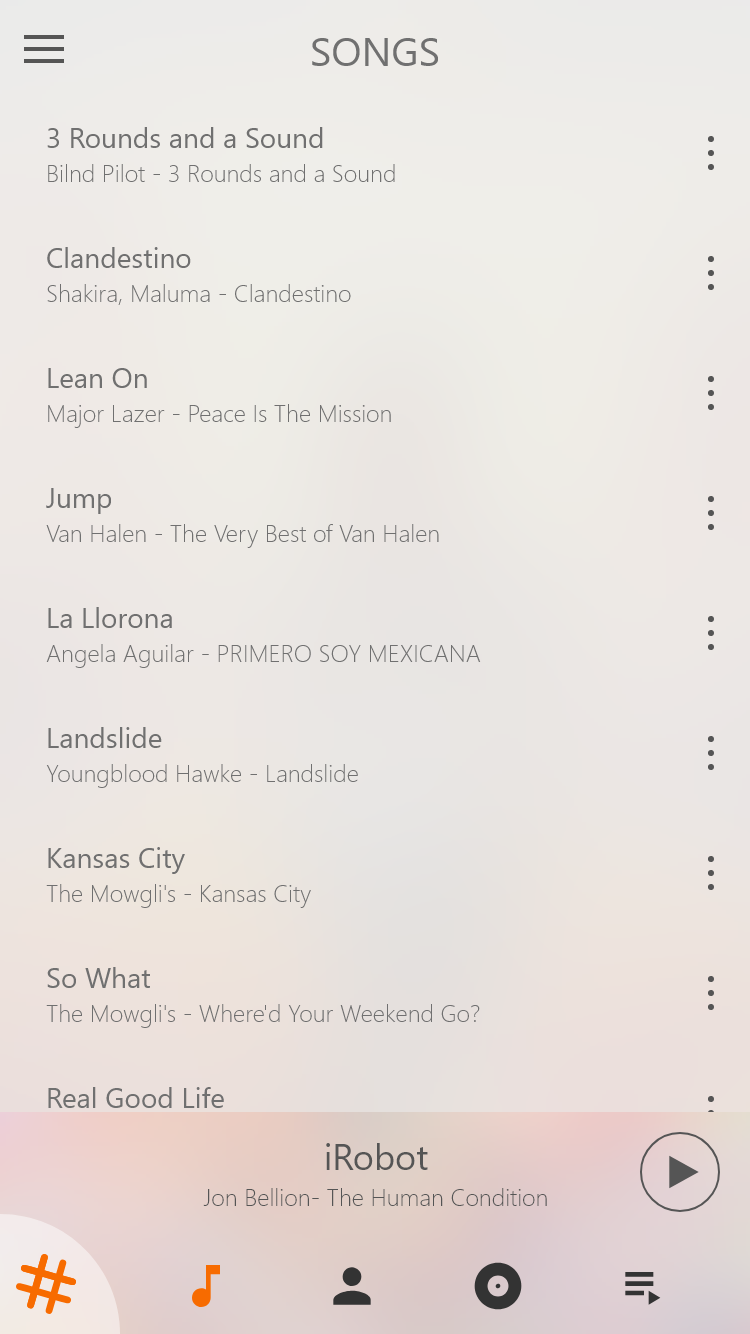 SONGS
3 Rounds and a Sound
Bilnd Pilot - 3 Rounds and a Sound
Clandestino
Shakira, Maluma - Clandestino
Lean On
Major Lazer - Peace Is The Mission
Jump
Van Halen - The Very Best of Van Halen
La Llorona
Angela Aguilar - PRIMERO SOY MEXICANA
Landslide
Youngblood Hawke - Landslide
Kansas City
The Mowgli's - Kansas City
So What
The Mowgli's - Where'd Your Weekend Go?
Real Good Life
iRobot
Jon Bellion- The Human Condition